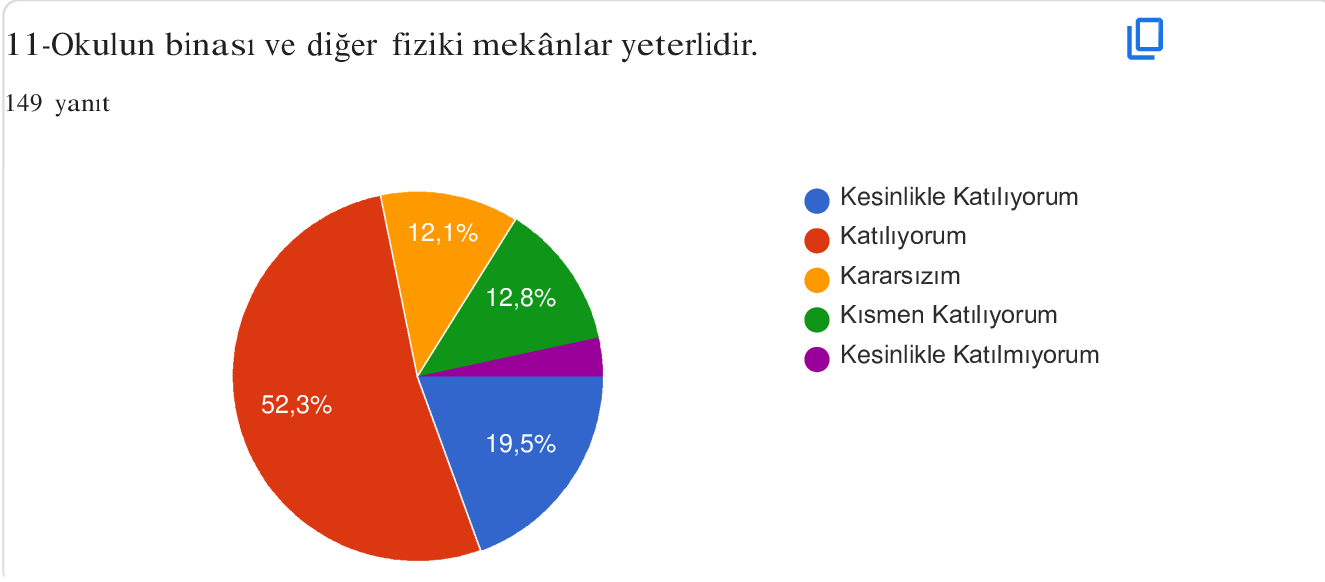 11-Okulun binası ve diğer fiziki mekânlar yeterlidir.
149 yanıt
Kesinlikle Katılıyorum
Katılıyorum
Kararsızım
Kısmen Katılıyorum
Kesinlikle Katılmıyorum
12,1%
12,8%
52,3%
19,5%